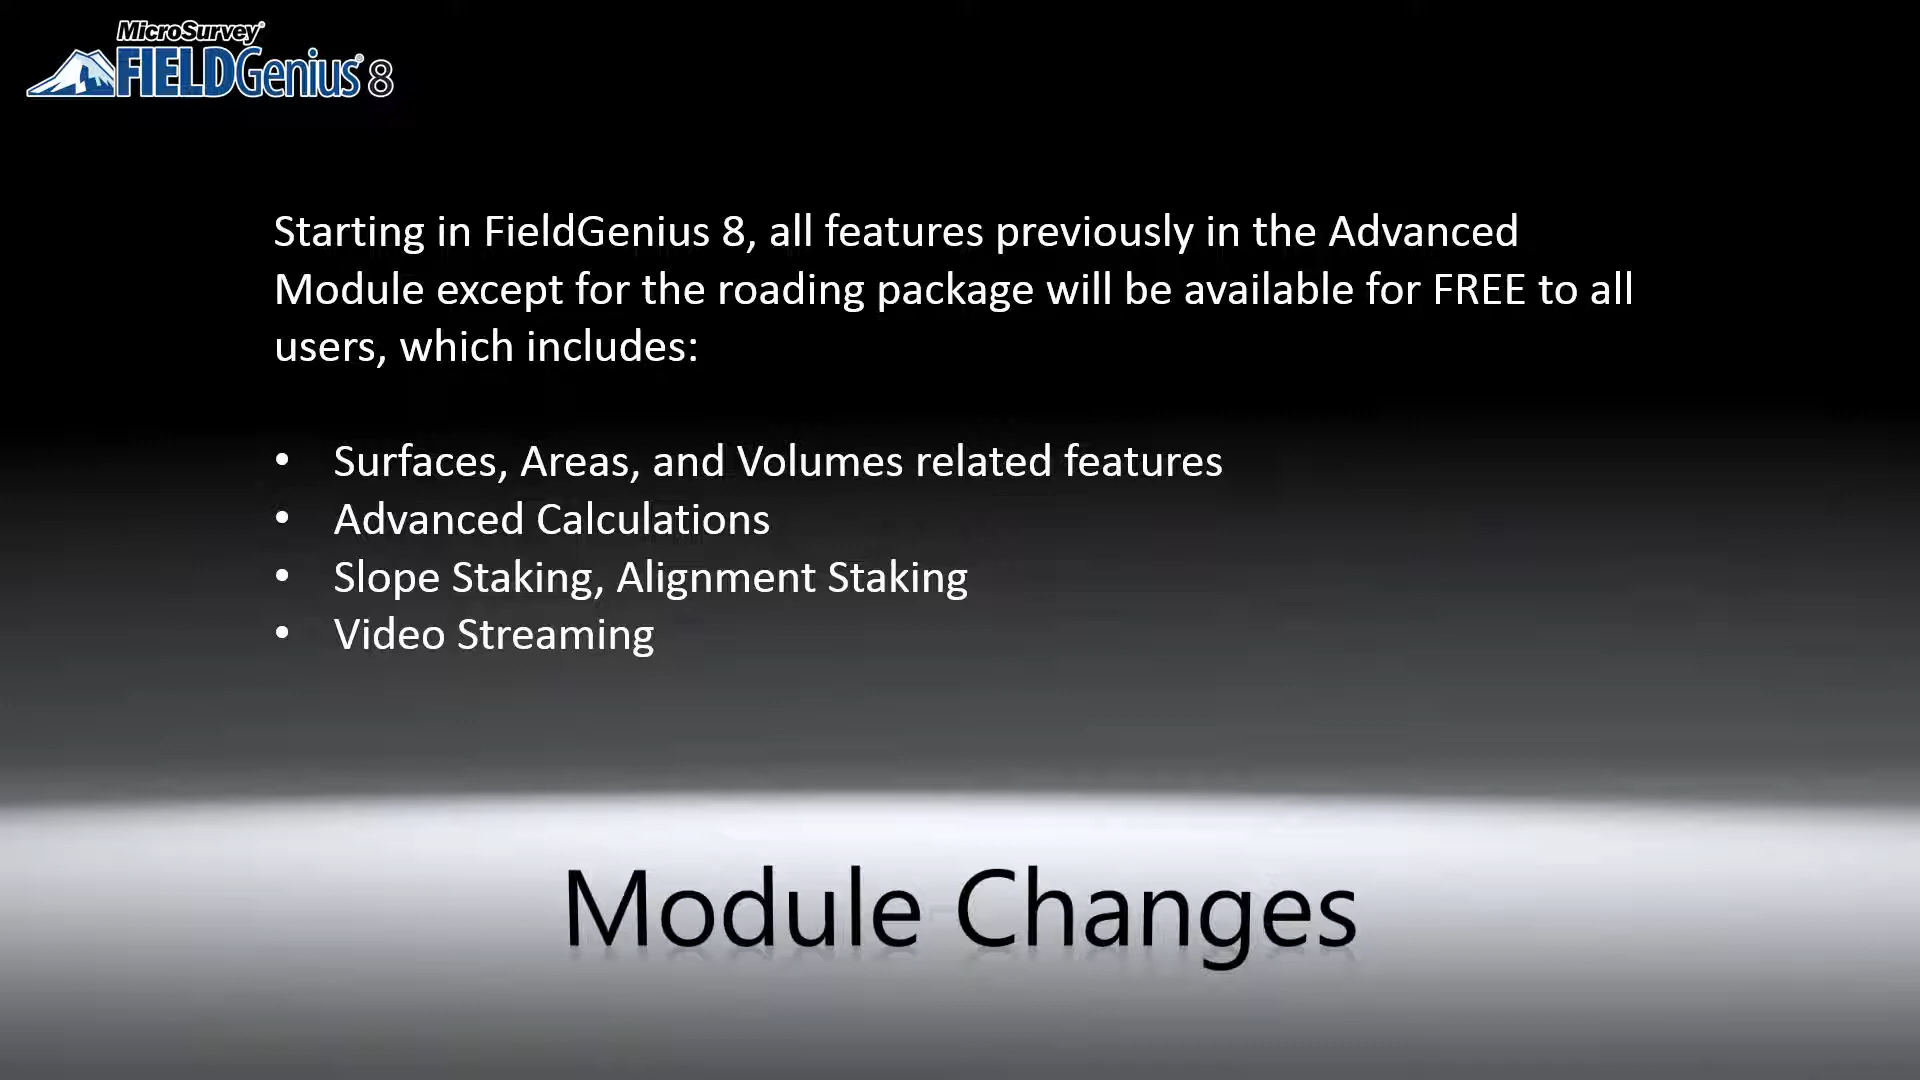 MicroSurvey®
FIELDGenius® 8
Starting in FieldGenius 8, all features previously in the Advanced
Module except for the roading package will be available for FREE to all
users, which includes:
• Surfaces, Areas, and Volumes related features
• Advanced Calculations
• Slope Staking, Alignment Staking
• Video Streaming
Module Changes